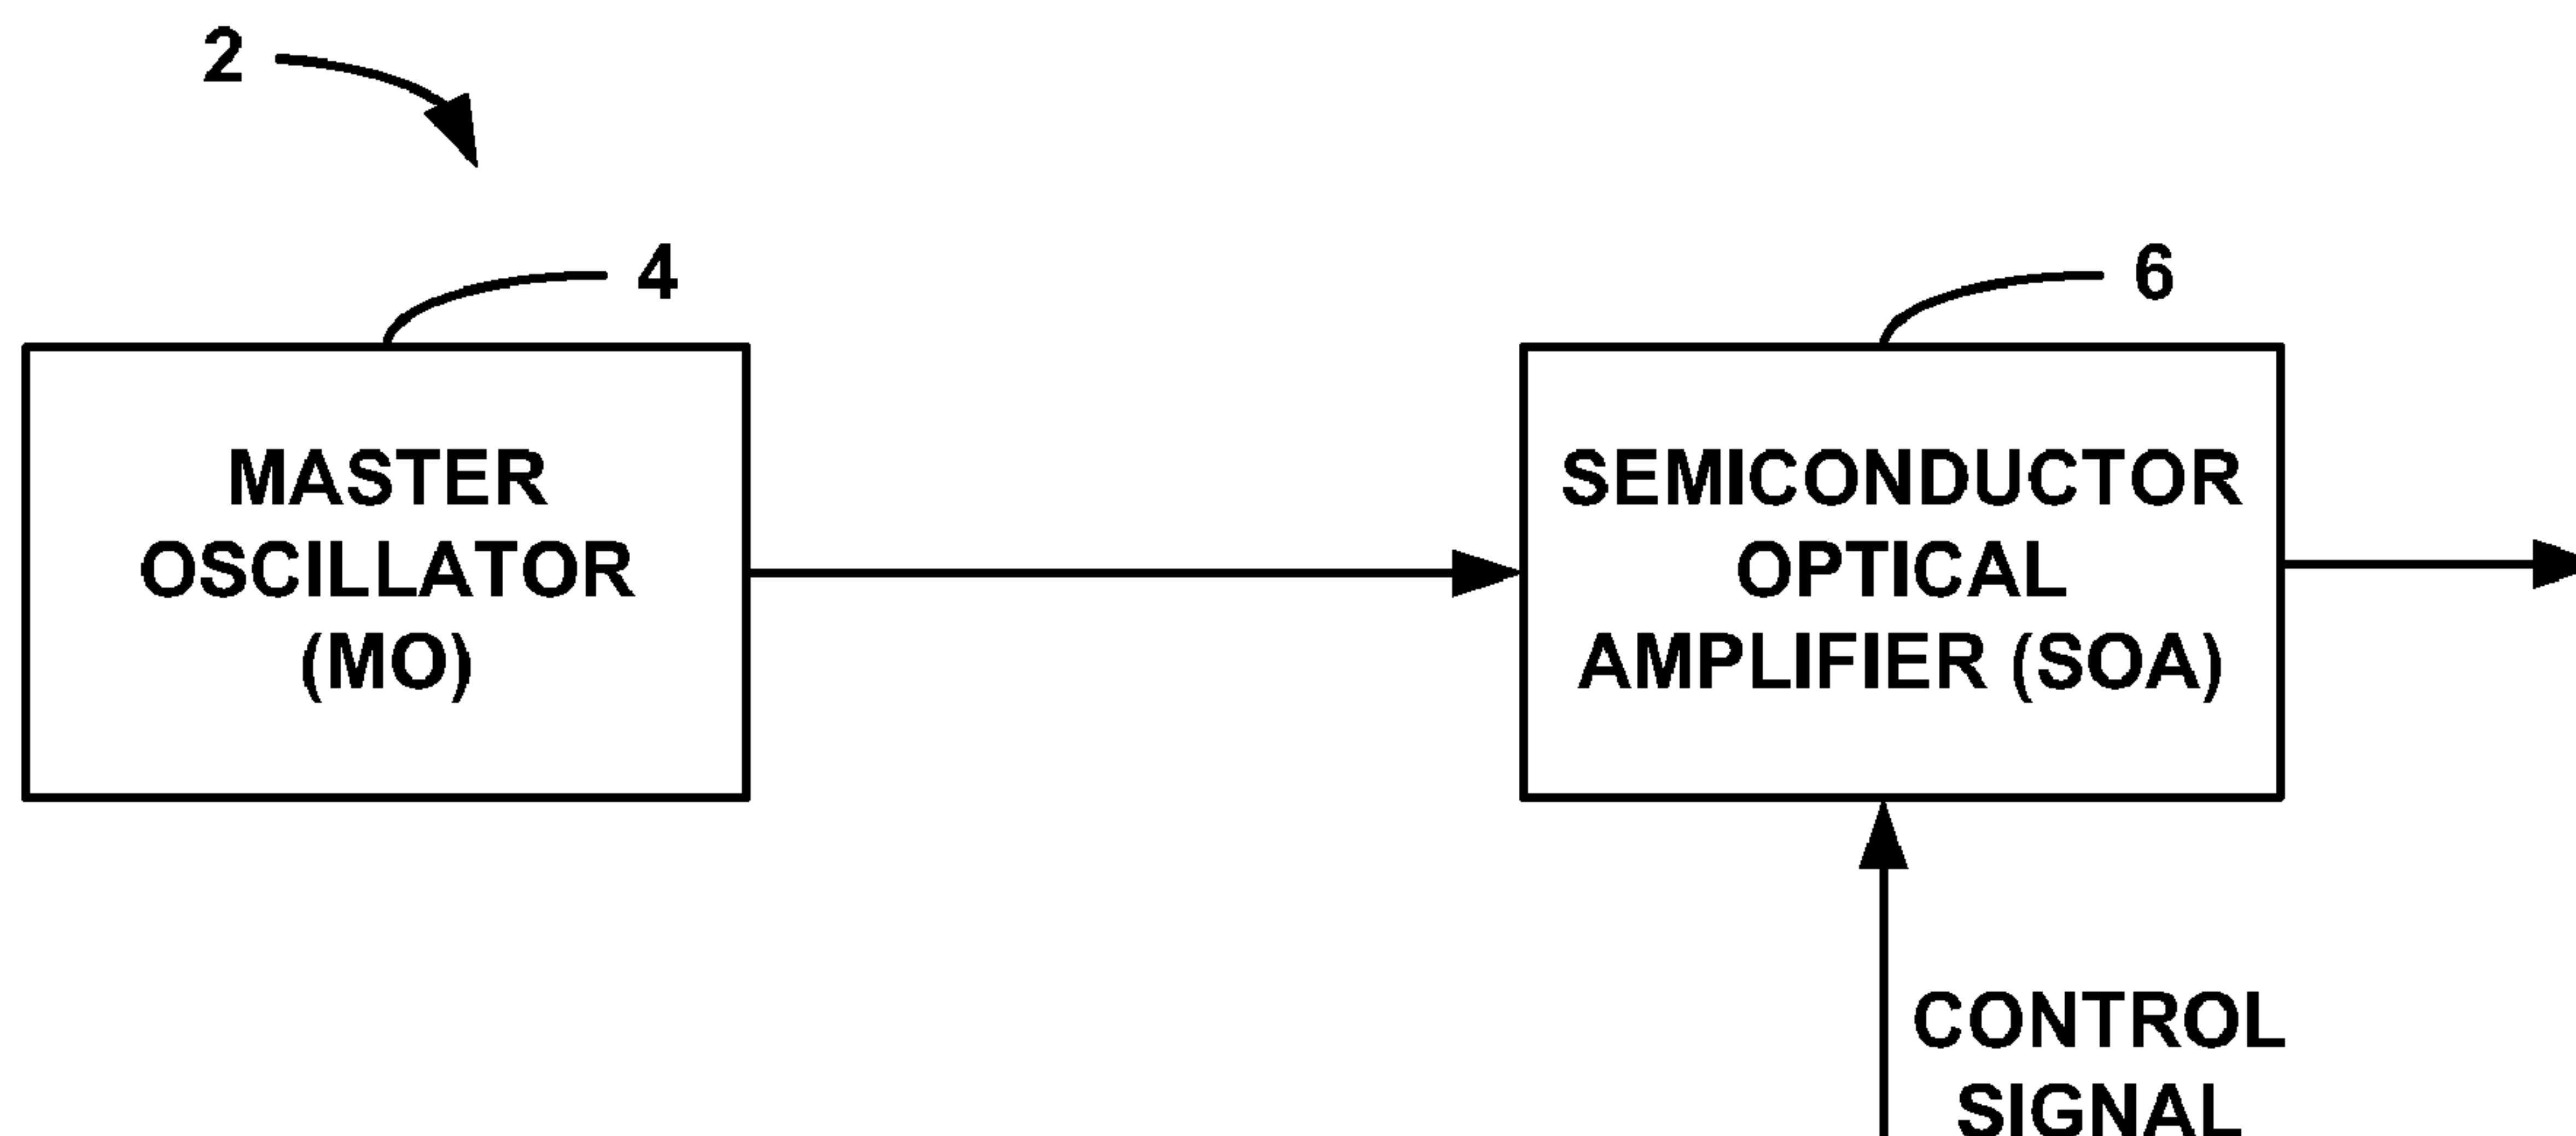 2
4
6
MASTER
OSCILLATOR
(MO)
SEMICONDUCTOR
OPTICAL
AMPLIFIER (SOA)
CONTROL
SIGNAL